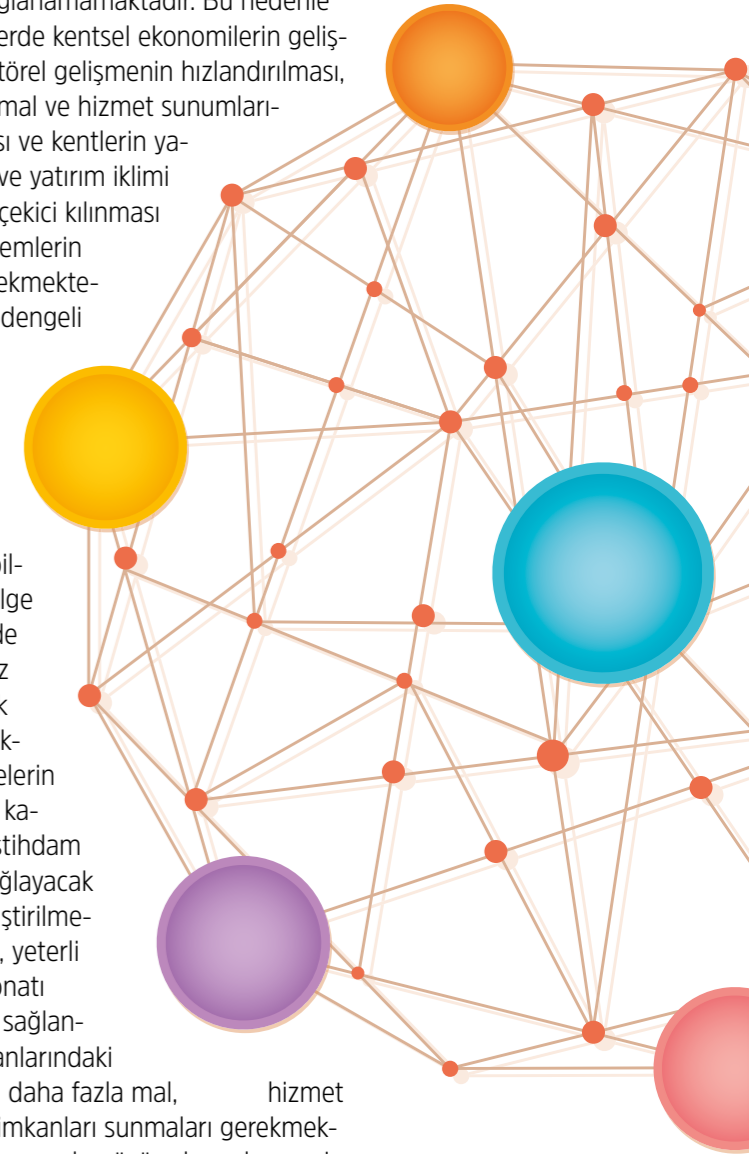 ğlanamamaktadır. Bu nedenle
erde kentsel ekonomilerin geliş-
törel gelişmenin hızlandırılması,
mal ve hizmet sunumları-
sı ve kentlerin ya-
ve yatırım iklimi
çekici kılınması
emlerin
ekmekte-
dengeli
bil-
lge
de
z
k
k-
elerin
ka-
stihdam
ğlayacak
ştirilme-
, yeterli
onatı
sağlan-
anlarındaki
daha fazla mal, hizmet
imkanları sunmaları gerekmek-